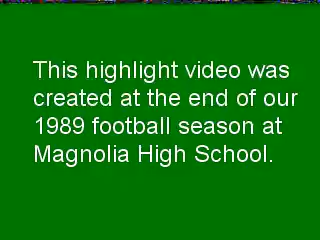 This highlight video was
created at the end of our
1989 football season at
Magnolia High School.